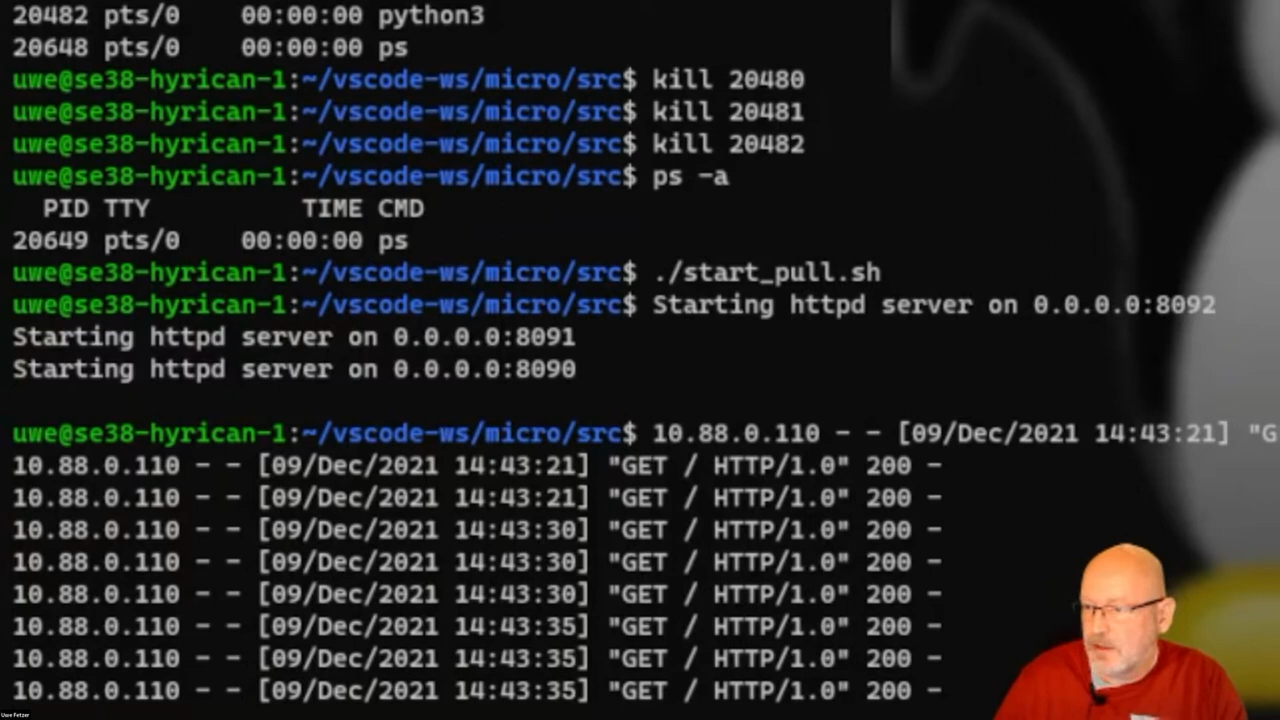 20482 pts/0    00:00:00 python3
20648 pts/0    00:00:00 ps
uwe@se38-hyrican-1:~/vscode-ws/micro/src$ kill 20480
uwe@se38-hyrican-1:~/vscode-ws/micro/src$ kill 20481
uwe@se38-hyrican-1:~/vscode-ws/micro/src$ kill 20482
uwe@se38-hyrican-1:~/vscode-ws/micro/src$ ps -a
  PID TTY          TIME CMD
20649 pts/0    00:00:00 ps
uwe@se38-hyrican-1:~/vscode-ws/micro/src$ ./start_pull.sh
uwe@se38-hyrican-1:~/vscode-ws/micro/src$ Starting httpd server on 0.0.0.0:8092
Starting httpd server on 0.0.0.0:8091
Starting httpd server on 0.0.0.0:8090
uwe@se38-hyrican-1:~/vscode-ws/micro/src$ 10.88.0.110 - - [09/Dec/2021 14:43:21] "G
10.88.0.110 - - [09/Dec/2021 14:43:21] "GET / HTTP/1.0" 200 -
10.88.0.110 - - [09/Dec/2021 14:43:21] "GET / HTTP/1.0" 200 -
10.88.0.110 - - [09/Dec/2021 14:43:30] "GET / HTTP/1.0" 200 -
10.88.0.110 - - [09/Dec/2021 14:43:30] "GET / HTTP/1.0" 200 -
10.88.0.110 - - [09/Dec/2021 14:43:30] "GET / HTTP/1.0" 200 -
10.88.0.110 - - [09/Dec/2021 14:43:35] "GET / HTTP/1.0" 200 -
10.88.0.110 - - [09/Dec/2021 14:43:35] "GET / HTTP/1.0" 200 -
10.88.0.110 - - [09/Dec/2021 14:43:35] "GET / HTTP/1.0" 200 -
Uwe Fetzer